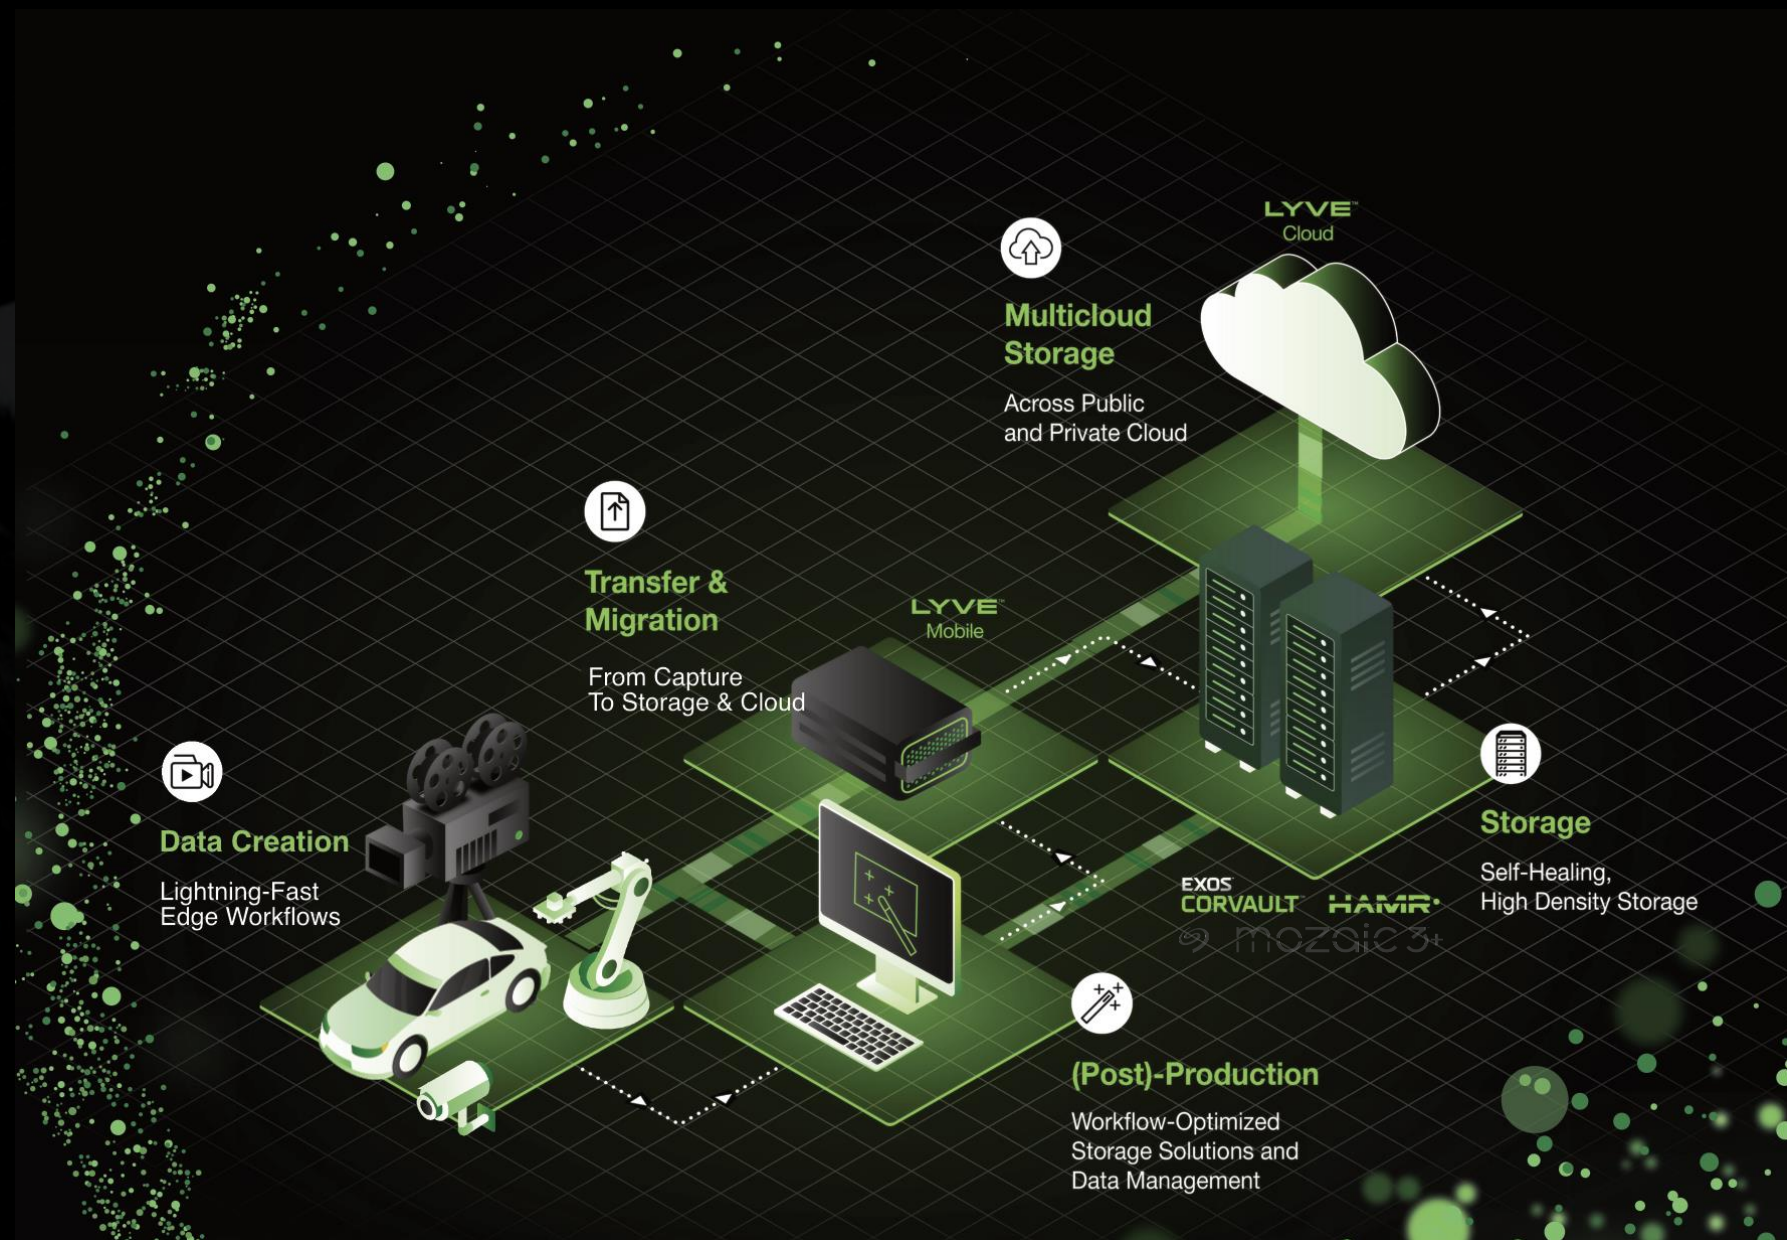 LYVE™
Cloud
Multicloud
Storage
Across Public
and Private Cloud
Transfer &
Migration
From Capture
To Storage & Cloud
LYVE™
Mobile
Data Creation
Lightning-Fast
Edge Workflows
Storage
Self-Healing,
High Density Storage
EXOS
CORVAULT
HAMR
mozaic 3+
(Post)-Production
Workflow-Optimized
Storage Solutions and
Data Management